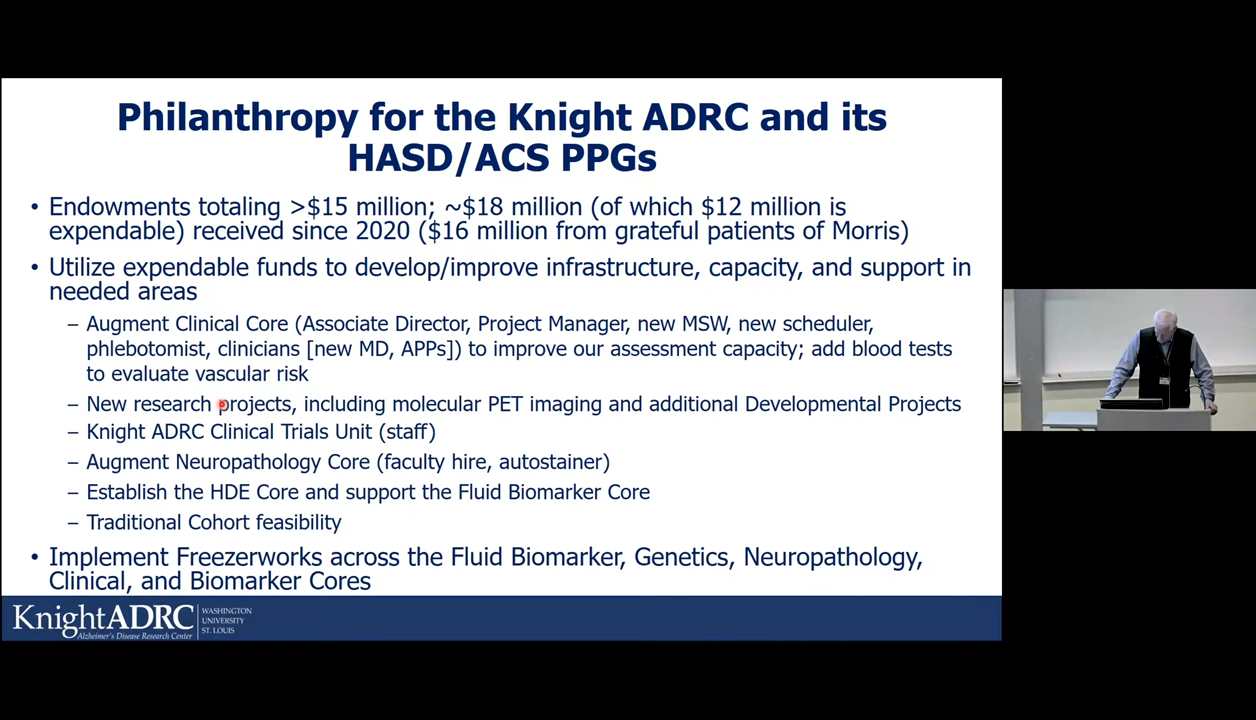 Philanthropy for the Knight ADRC and its
HASD/ACS PPGs
• Endowments totaling >$15 million; ~$18 million (of which $12 million is
expendable) received since 2020 ($16 million from grateful patients of Morris)
• Utilize expendable funds to develop/improve infrastructure, capacity, and support in
needed areas
– Augment Clinical Core (Associate Director, Project Manager, new MSW, new scheduler,
phlebotomist, clinicians [new MD, APPs]) to improve our assessment capacity; add blood tests
to evaluate vascular risk
– New research projects, including molecular PET imaging and additional Developmental Projects
– Knight ADRC Clinical Trials Unit (staff)
– Augment Neuropathology Core (faculty hire, autostainer)
– Establish the HDE Core and support the Fluid Biomarker Core
– Traditional Cohort feasibility
• Implement Freezerworks across the Fluid Biomarker, Genetics, Neuropathology,
Clinical, and Biomarker Cores
KnightADRC
Alzheimer's Disease Research Center
WASHINGTON
UNIVERSITY
ST. LOUIS